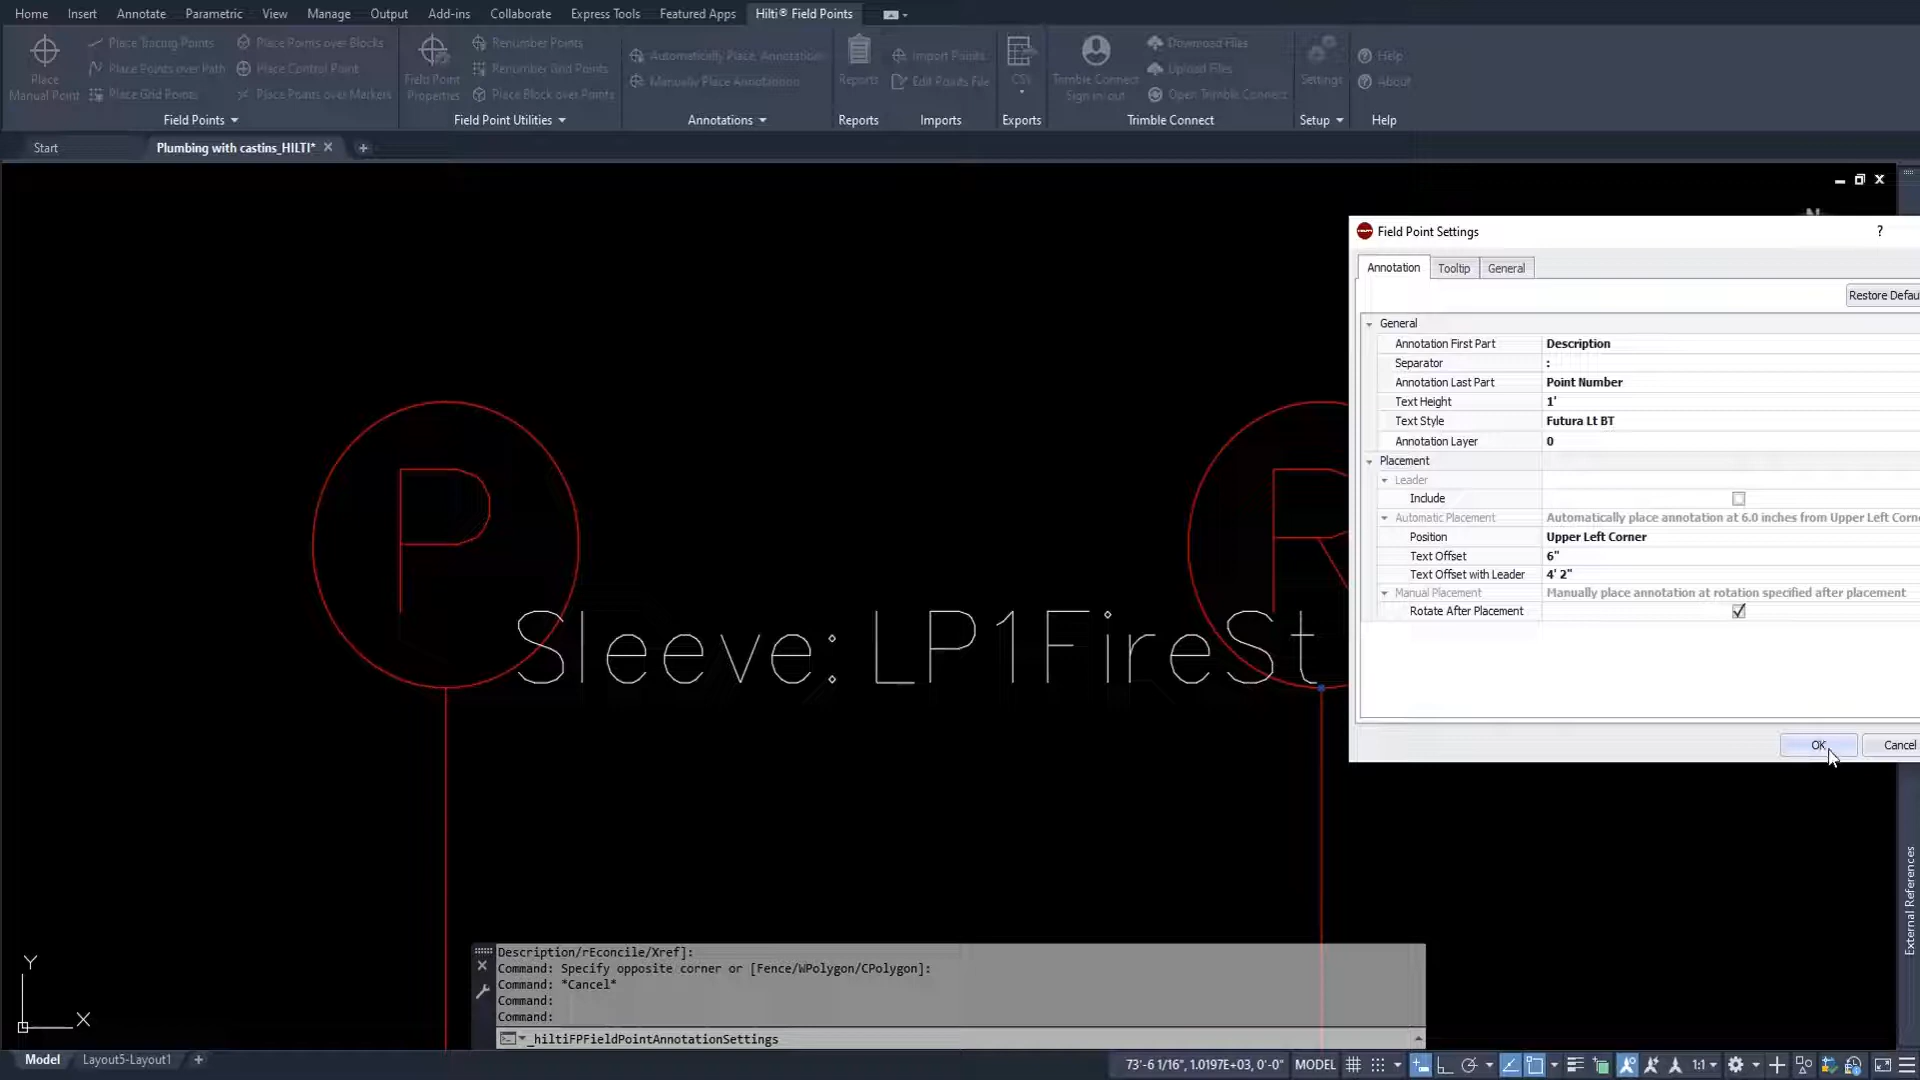 Home Insert Annotate Parametric View Manage Output Add-ins Collaborate Express Tools Featured Apps Hilti® Field Points
Place Manual Point
Place Tracing Points
Place Points over Path
Place Grid Points
Place Points over Blocks
Place Control Point
Place Points over Markers
Field Points
Field Point Properties
Renumber Points
Renumber Grid Points
Place Block over Points
Field Point Utilities
Automatically Place, Annotation
Manually Place Annotations
Annotations
Reports
Reports
Import Points
Edit Points File
Imports
CSV
Exports
Trimble Connect Sign in/out
Download Files
Upload Files
Open Trimble Connect
Trimble Connect
Settings
Setup
Help
About
Help
Start
Plumbing with castins_HILTI*
Field Point Settings
?
Annotation Tooltip General
Restore Defau
General
Annotation First Part Description
Separator :
Annotation Last Part Point Number
Text Height 1'
Text Style Futura Lt BT
Annotation Layer 0
Placement
Leader
Include
Automatic Placement Automatically place annotation at 6.0 inches from Upper Left Corne
Position Upper Left Corner
Text Offset 6"
Text Offset with Leader 4' 2"
Manual Placement Manually place annotation at rotation specified after placement
Rotate After Placement
OK Cancel
P
R
Sleeve: LP1FireSt
External References
Y
X
Description/rEconcile/Xref]:
Command: Specify opposite corner or [Fence/WPolygon/CPolygon]:
Command: *Cancel*
Command:
Command:
_hiltiFPFieldPointAnnotationSettings
Model Layout5-Layout1 +
73'-6 1/16", 1.0197E+03, 0'-0" MODEL 1:1